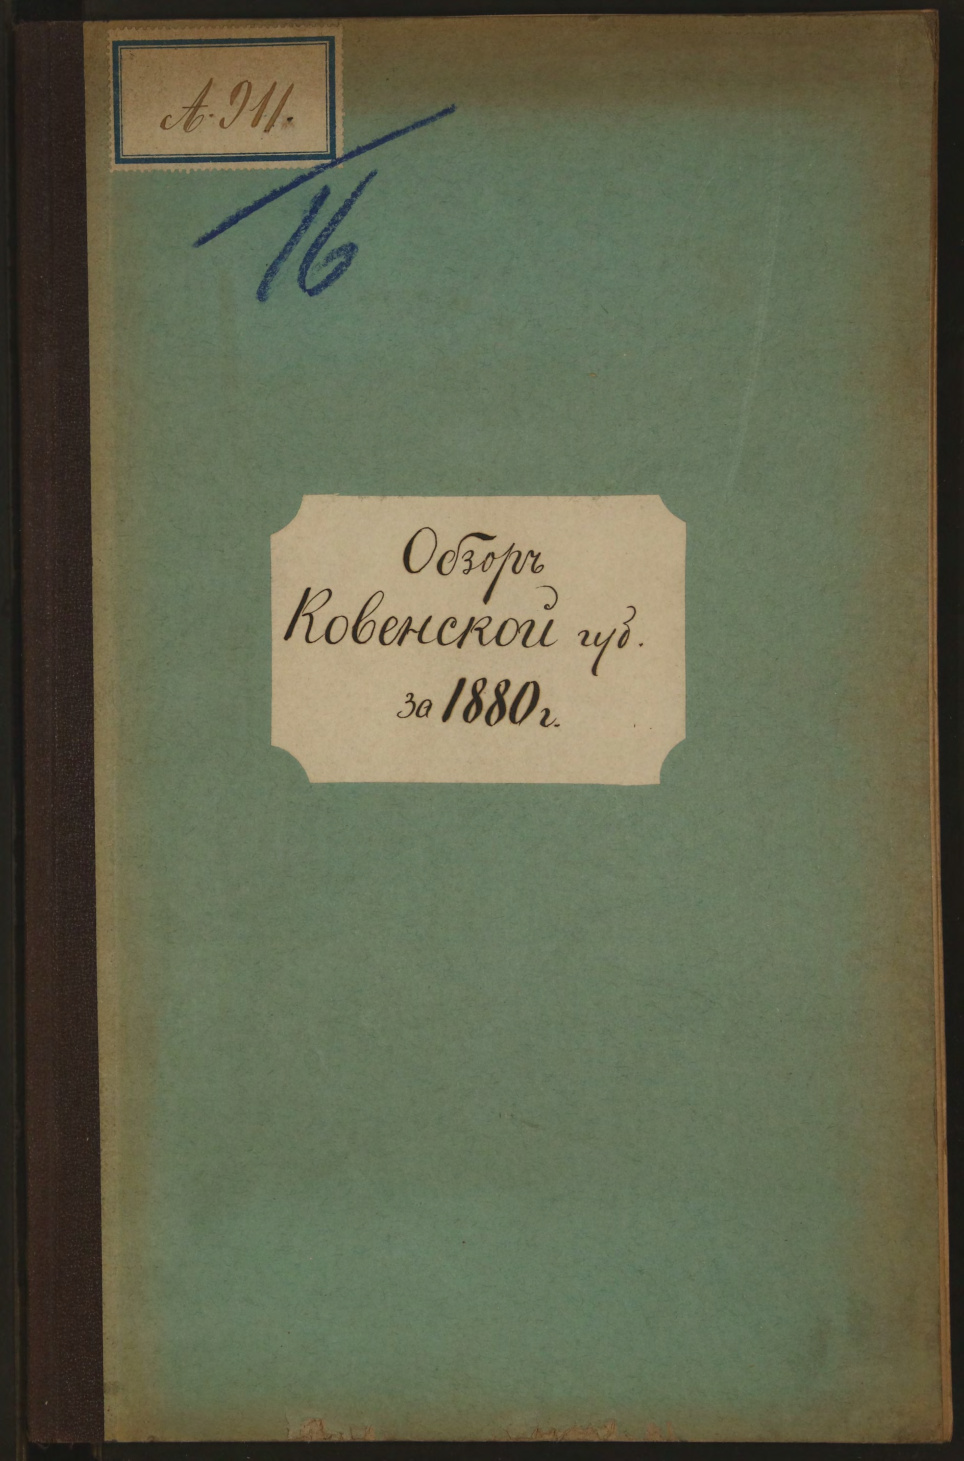 А. 911.
16
Обзоръ
Ковенской губ.
за 1880 г.